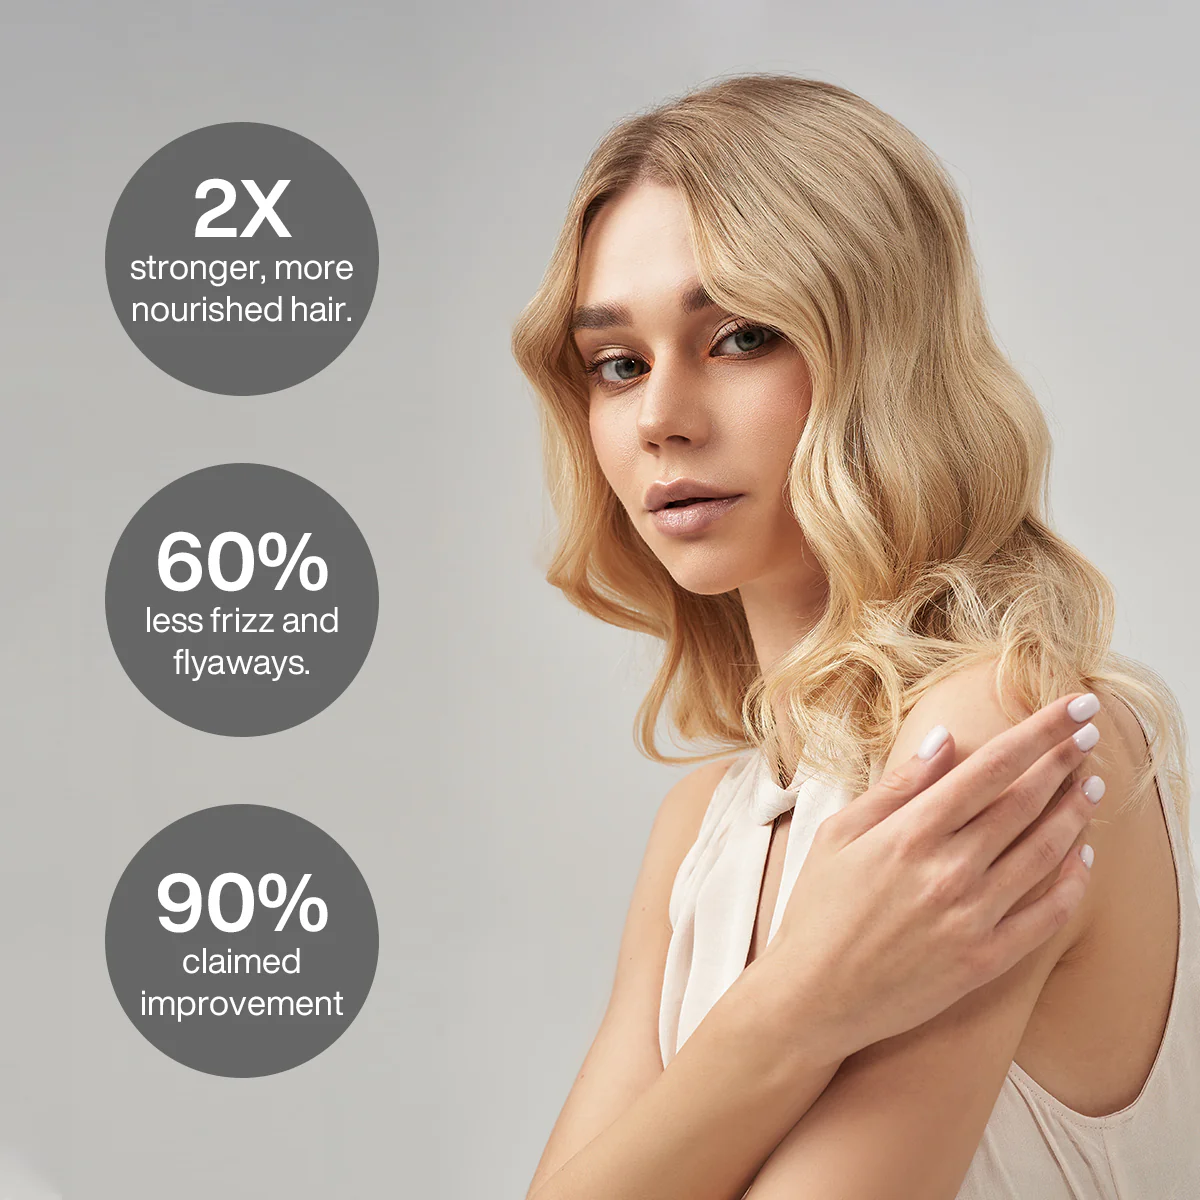 2X
stronger, more
nourished hair.
60%
less frizz and
flyaways.
90%
claimed
improvement